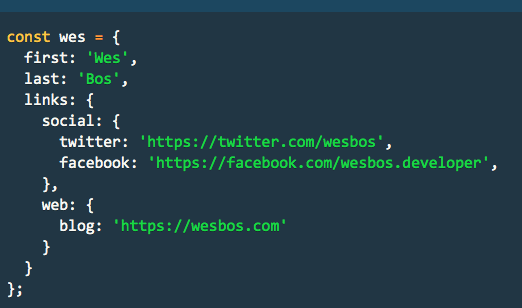 const wes = {
  first: 'Wes',
  last: 'Bos',
  links: {
    social: {
      twitter: 'https://twitter.com/wesbos',
      facebook: 'https://facebook.com/wesbos.developer',
    },
    web: {
      blog: 'https://wesbos.com'
    }
  }
};